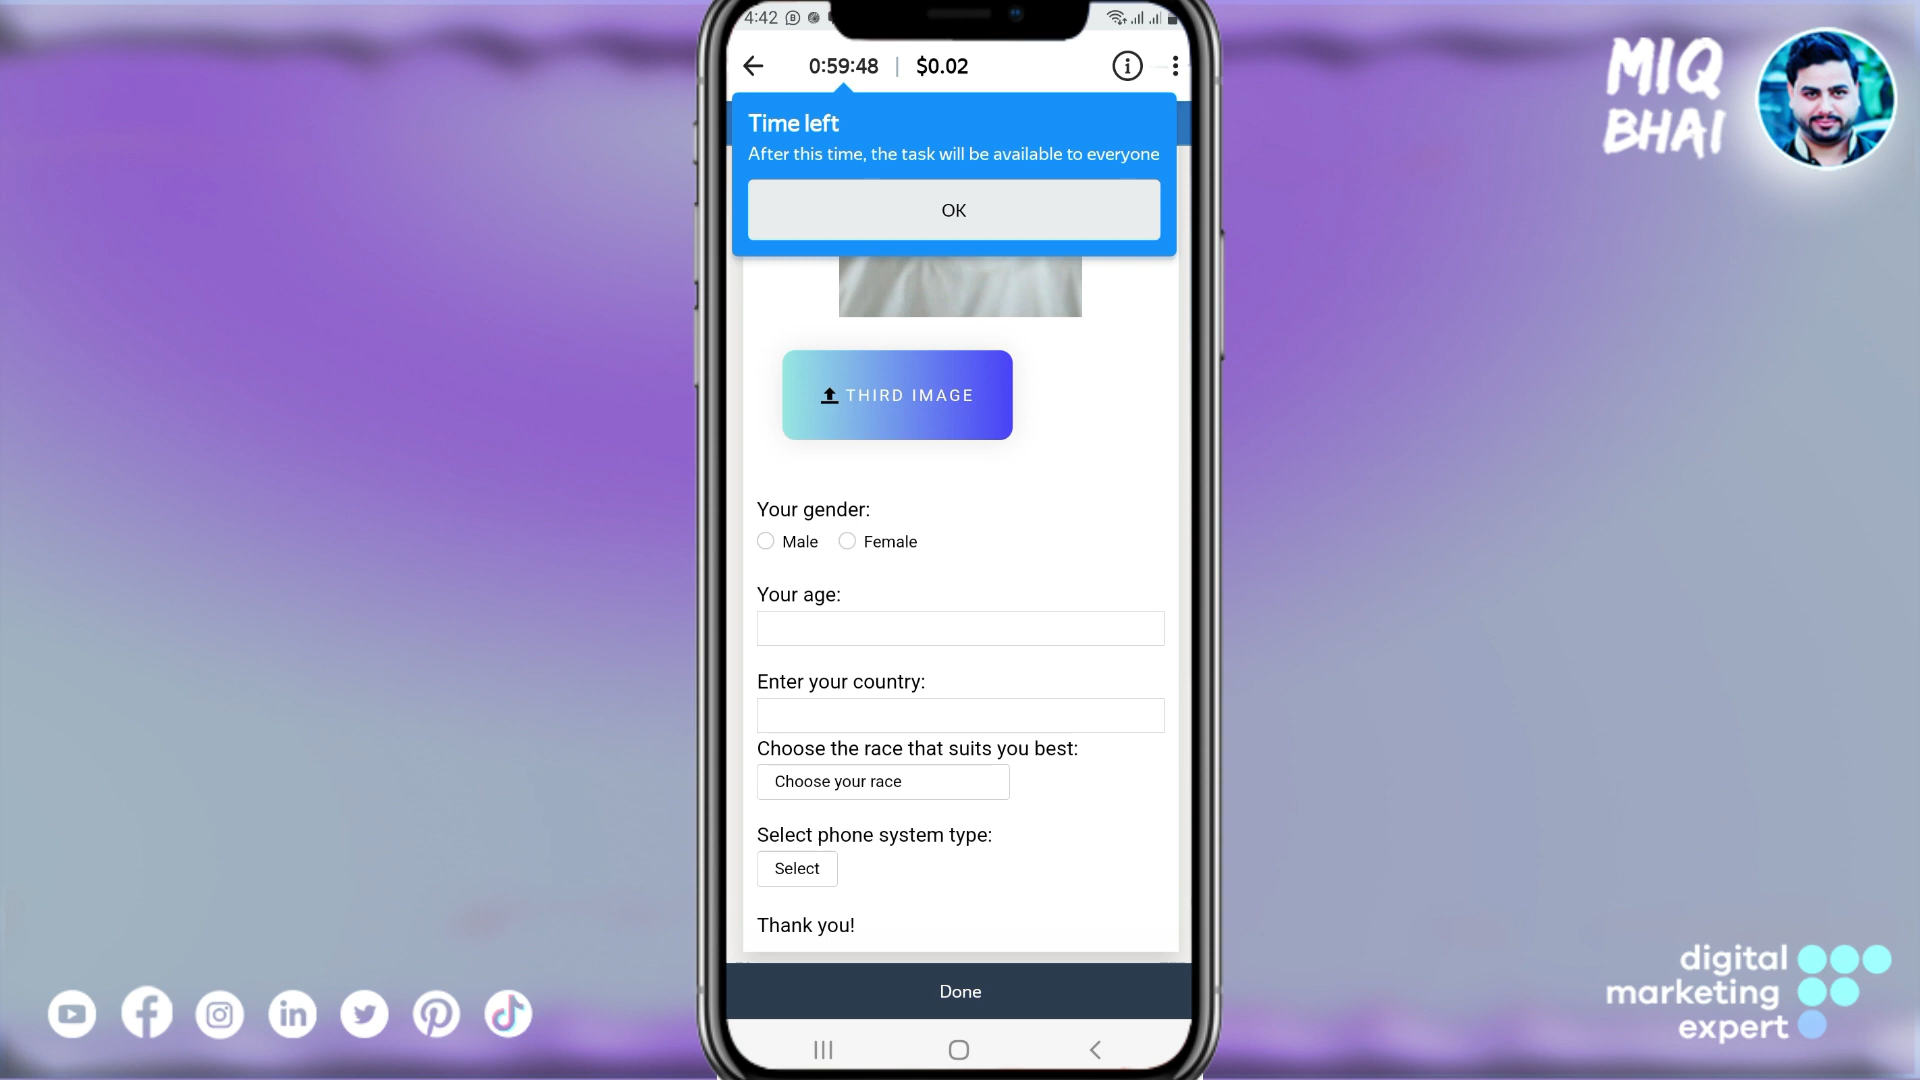 4:42
0:59:48 | $0.02
Time left
After this time, the task will be available to everyone
OK
THIRD IMAGE
Your gender:
Male Female
Your age:
Enter your country:
Choose the race that suits you best:
Choose your race
Select phone system type:
Select
Thank you!
Done
MIQ
BHAI
digital
marketing
expert